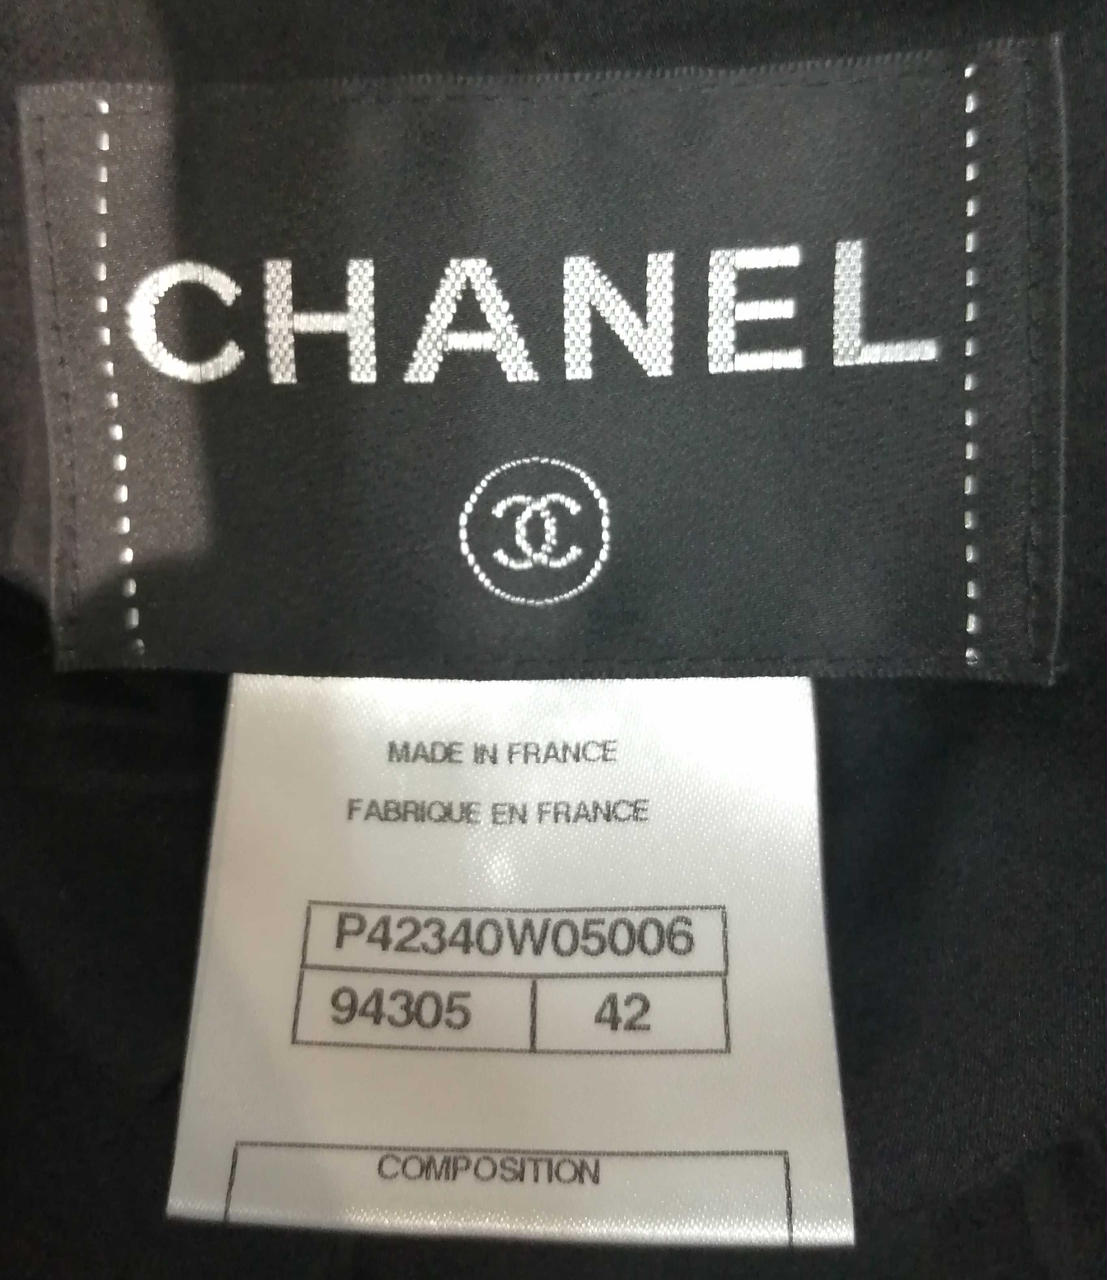 CHANEL
MADE IN FRANCE
FABRIQUE EN FRANCE
P42340W05006
94305 42
COMPOSITION